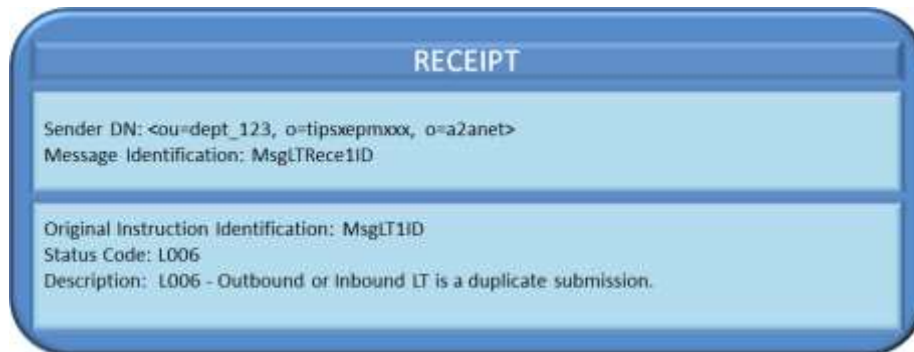 RECEIPT
Sender DN: <ou=dept_123, o=tipsxepmxxx, o=a2anet>
Message Identification: MsgLTRece1ID
Original Instruction Identification: MsgLT1ID
Status Code: L006
Description: L006 - Outbound or Inbound LT is a duplicate submission.